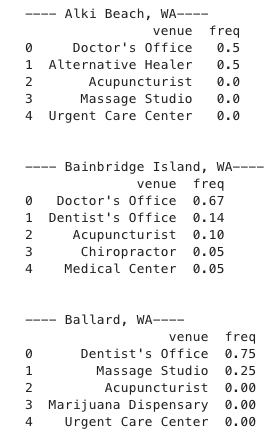 ---- Alki Beach, WA----
venue freq
0 Doctor's Office 0.5
1 Alternative Healer 0.5
2 Acupuncturist 0.0
3 Massage Studio 0.0
4 Urgent Care Center 0.0
---- Bainbridge Island, WA----
venue freq
0 Doctor's Office 0.67
1 Dentist's Office 0.14
2 Acupuncturist 0.10
3 Chiropractor 0.05
4 Medical Center 0.05
---- Ballard, WA----
venue freq
0 Dentist's Office 0.75
1 Massage Studio 0.25
2 Acupuncturist 0.00
3 Marijuana Dispensary 0.00
4 Urgent Care Center 0.00